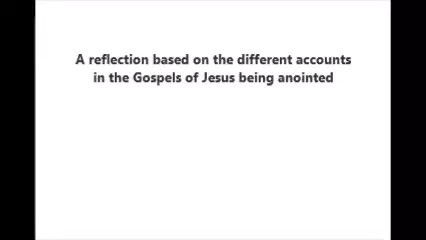 A reflection based on the different accounts
in the Gospels of Jesus being anointed